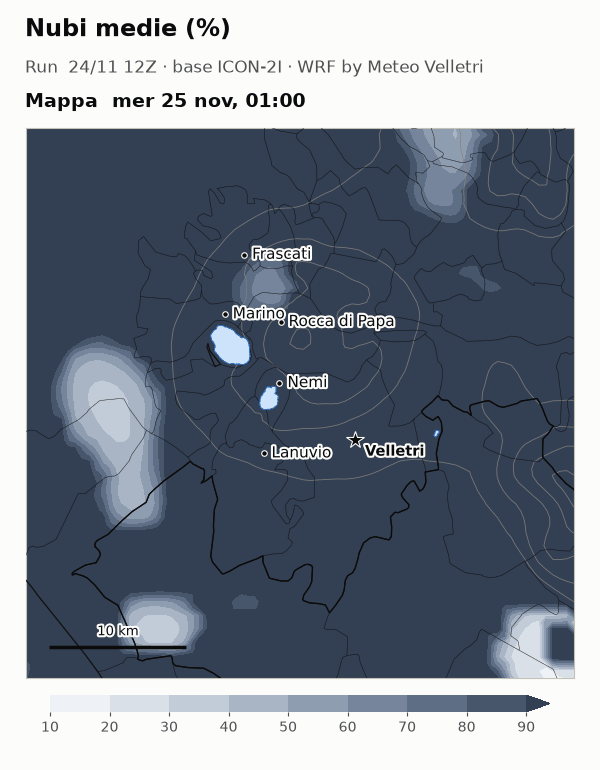 Nubi medie (%)
Run 24/11 12Z · base ICON-2I · WRF by Meteo Velletri
Mappa mer 25 nov, 01:00
Frascati
Marino
Rocca di Papa
Nemi
Velletri
Lanuvio
10 km
10 20 30 40 50 60 70 80 90